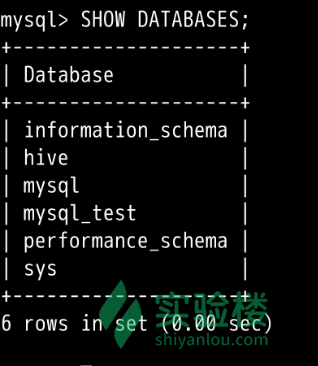 mysql> SHOW DATABASES;
+--------------------+
| Database           |
+--------------------+
| information_schema |
| hive               |
| mysql              |
| mysql_test         |
| performance_schema |
| sys                |
+--------------------+
6 rows in set (0.00 sec)
实验楼
shiyanlou.com